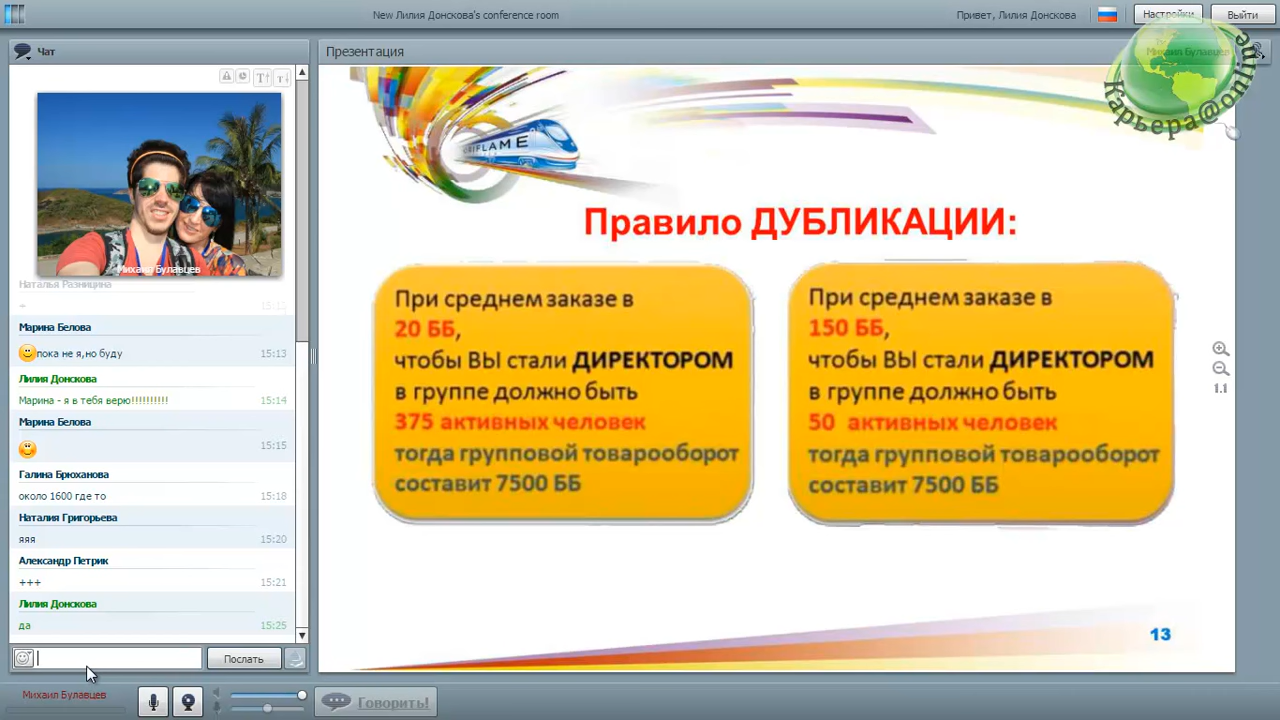 New Лилия Донскова's conference room
Привет, Лилия Донскова
Настройки
Выйти
Чат
Михаил Булавцев
Наталья Разницина
15:13
Марина Белова
пока не я,но буду
15:13
Лилия Донскова
Марина - я в тебя верю!!!!!!!!!!
15:14
Марина Белова
15:15
Галина Брюханова
около 1600 где то
15:18
Наталия Григорьева
яяя
15:20
Александр Петрик
+++
15:21
Лилия Донскова
да
15:25
Послать
Михаил Булавцев
Говорить!
Презентация
Михаил Булавцев
Карьера@online
ORIFLAME
Правило ДУБЛИКАЦИИ:
При среднем заказе в
20 ББ,
чтобы ВЫ стали ДИРЕКТОРОМ
в группе должно быть
375 активных человек
тогда групповой товарооборот
составит 7500 ББ
При среднем заказе в
150 ББ,
чтобы ВЫ стали ДИРЕКТОРОМ
в группе должно быть
50 активных человек
тогда групповой товарооборот
составит 7500 ББ
13
1.1